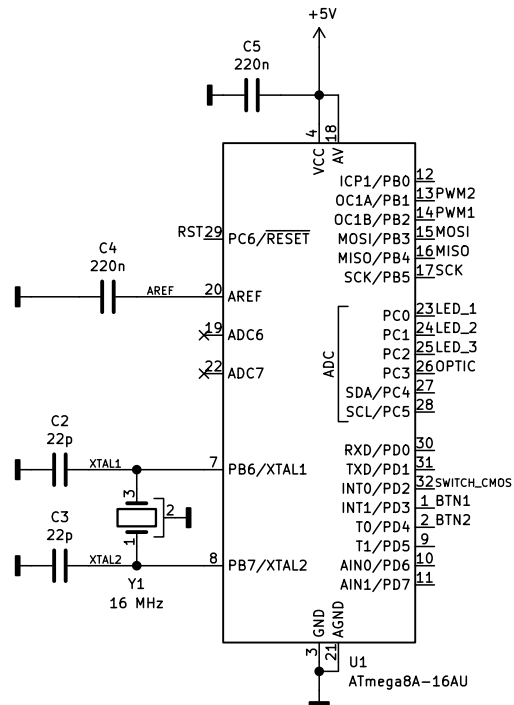 +5V
C5
220n
4
18
VCC
AV
ICP1/PB0 12
OC1A/PB1 13 PWM2
OC1B/PB2 14 PWM1
RST 29 PC6/RESET
MOSI/PB3 15 MOSI
MISO/PB4 16 MISO
SCK/PB5 17 SCK
C4
220n
AREF 20 AREF
19 ADC6
22 ADC7
ADC
PC0 23 LED_1
PC1 24 LED_2
PC2 25 LED_3
PC3 26 OPTIC
SDA/PC4 27
SCL/PC5 28
C2
22p
XTAL1 7 PB6/XTAL1
RXD/PD0 30
TXD/PD1 31
INT0/PD2 32 SWITCH_CMOS
INT1/PD3 1 BTN1
T0/PD4 2 BTN2
T1/PD5 9
AIN0/PD6 10
AIN1/PD7 11
3
2
1
C3
22p
XTAL2 8 PB7/XTAL2
Y1
16 MHz
GND
AGND
3
21
U1
ATmega8A-16AU